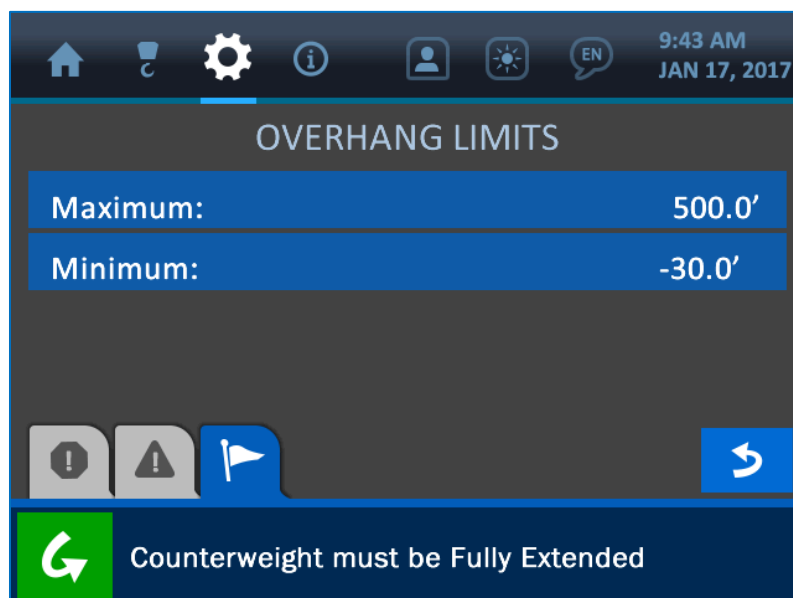 EN
9:43 AM
JAN 17, 2017
OVERHANG LIMITS
Maximum: 500.0′
Minimum: -30.0′
Counterweight must be Fully Extended